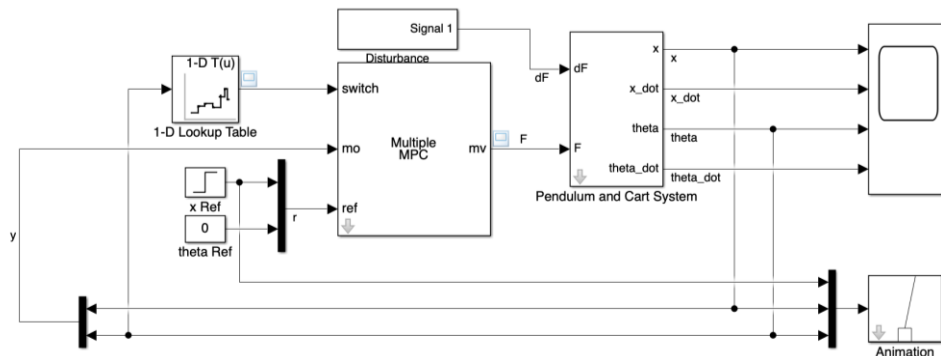 Signal 1
Disturbance
1-D T(u)
1-D Lookup Table
switch
mo
ref
Multiple
MPC
mv
F
dF
dF
F
x
x_dot
theta
theta_dot
Pendulum and Cart System
x
x_dot
theta
theta_dot
x Ref
0
theta Ref
r
y
Animation